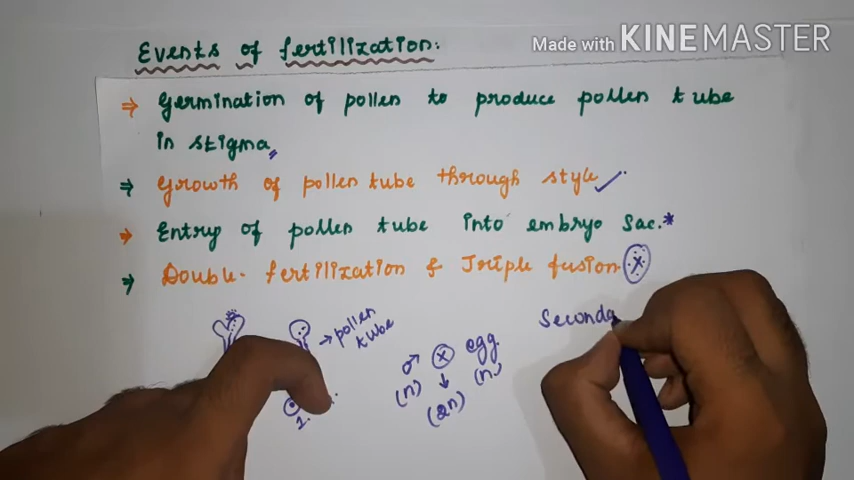 Events of fertilization:
Made with KINEMASTER
⇒ Germination of pollen to produce pollen tube
in stigma
⇒ Growth of pollen tube through style ✓
⇒ Entry of pollen tube into embryo sac.*
⇒ Double fertilization & Triple fusion. (x)
→ pollen
tube
♂ (x) egg
(n) ↓ (n)
(2n)
1.
Seconda